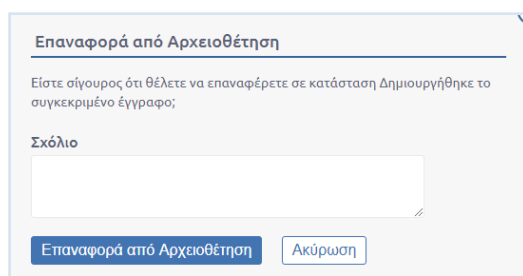 Επαναφορά από Αρχειοθέτηση
Είστε σίγουρος ότι θέλετε να επαναφέρετε σε κατάσταση Δημιουργήθηκε το
συγκεκριμένο έγγραφο;
Σχόλιο
Επαναφορά από Αρχειοθέτηση Ακύρωση